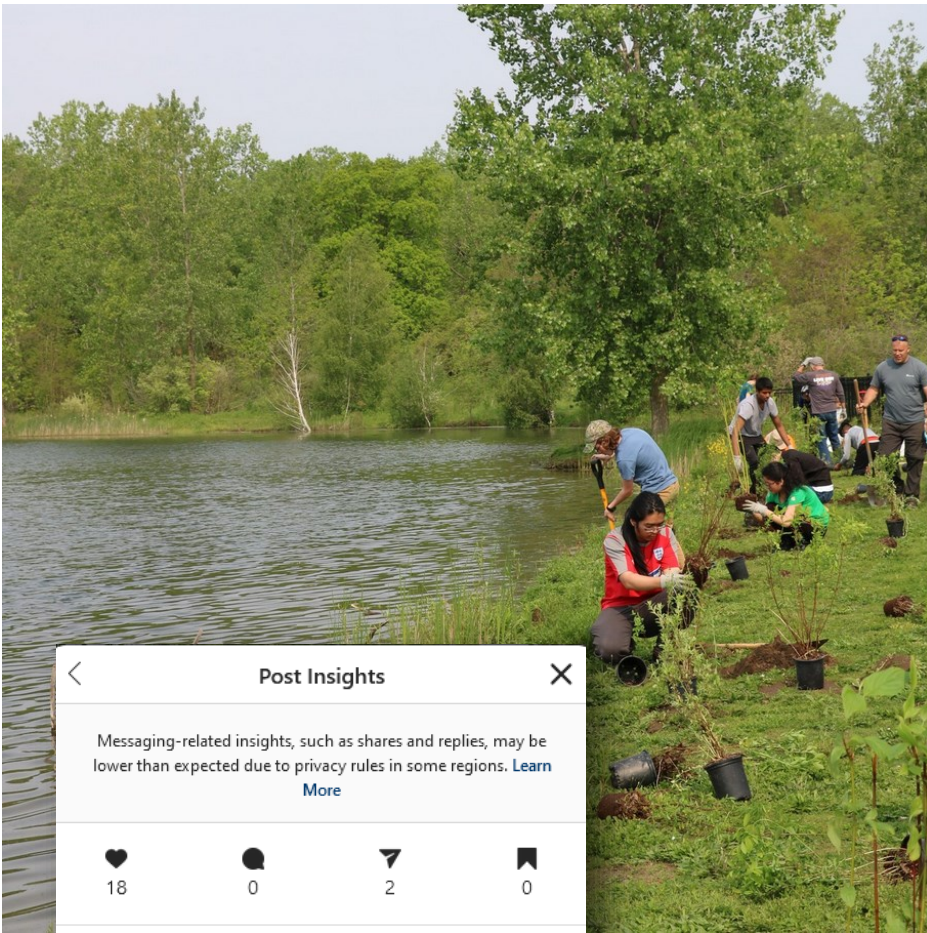 Post Insights
Messaging-related insights, such as shares and replies, may be
lower than expected due to privacy rules in some regions. Learn
More
18
0
2
0